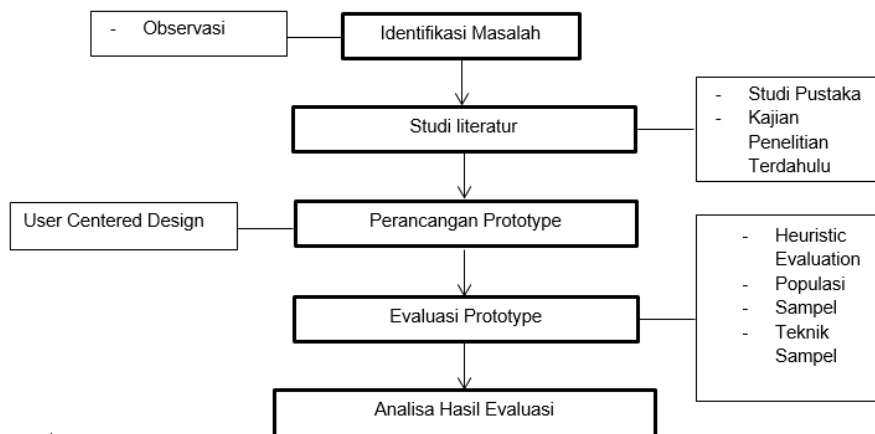 - Observasi
Identifikasi Masalah
Studi literatur
- Studi Pustaka
- Kajian
Penelitian
Terdahulu
User Centered Design
Perancangan Prototype
Evaluasi Prototype
- Heuristic
Evaluation
- Populasi
- Sampel
- Teknik
Sampel
Analisa Hasil Evaluasi